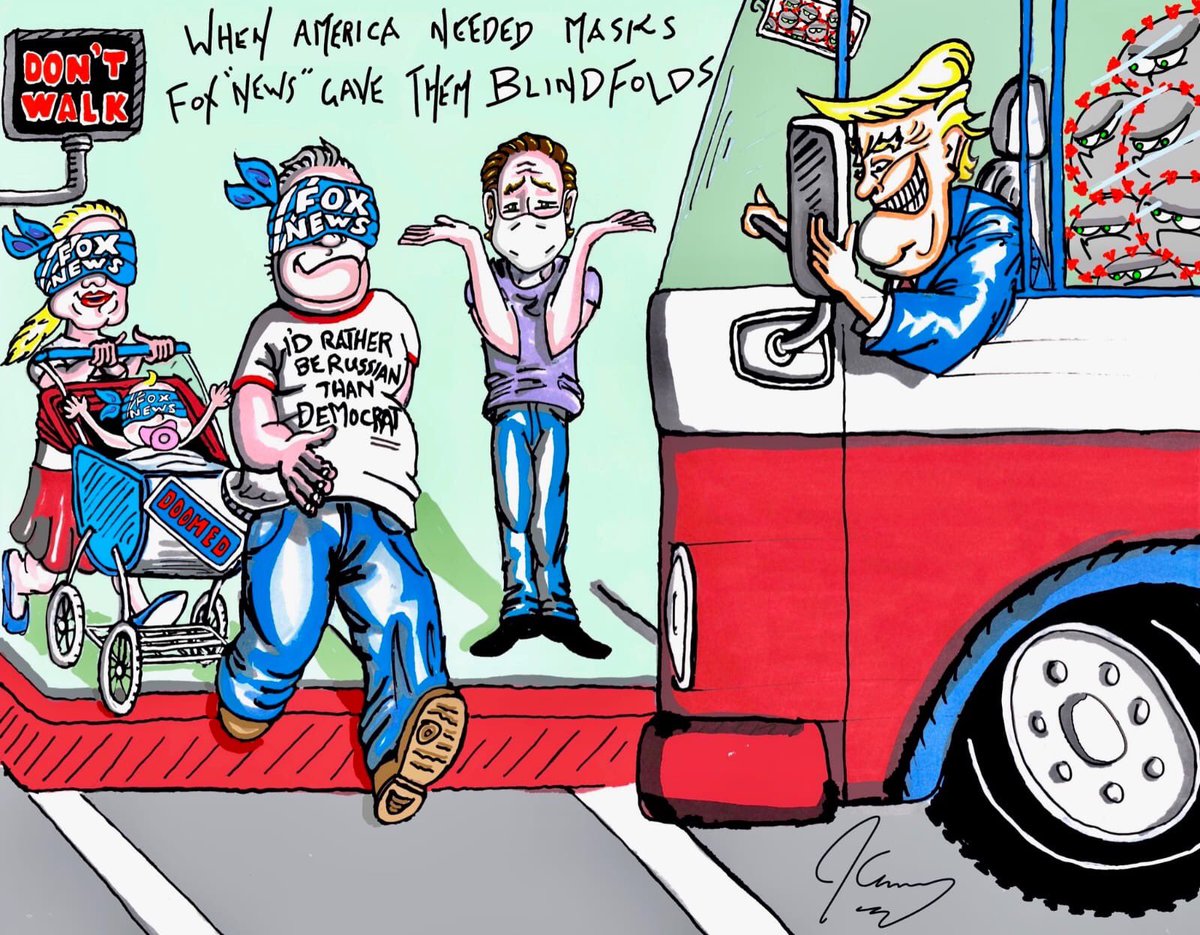 WHEN AMERICA NEEDED MASKS
FOX "NEWS" GAVE THEM BLINDFOLDS
DON'T
WALK
FOX
NEWS
FOX
NEWS
FOX
NEWS
I'D RATHER
BE RUSSIAN
THAN
DEMOCRAT
DOOMED